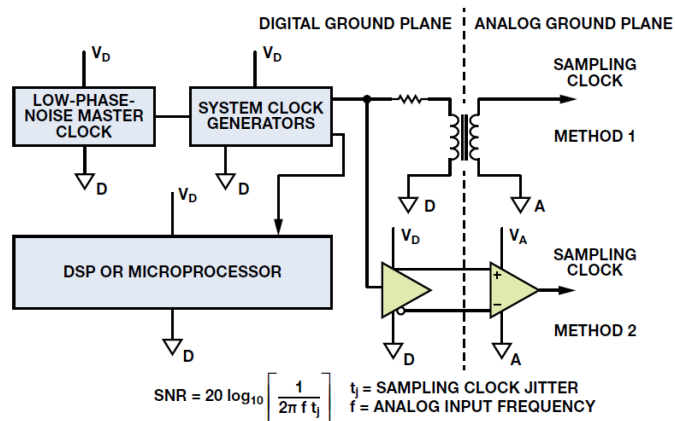 DIGITAL GROUND PLANE
ANALOG GROUND PLANE
V_D
V_D
SAMPLING
CLOCK
LOW-PHASE-
NOISE MASTER
CLOCK
SYSTEM CLOCK
GENERATORS
METHOD 1
D
D
V_D
D
A
V_D
V_A
DSP OR MICROPROCESSOR
SAMPLING
CLOCK
+
−
METHOD 2
D
D
A
SNR = 20 log₁₀ [1 / (2π f t_j)]
t_j = SAMPLING CLOCK JITTER
f = ANALOG INPUT FREQUENCY